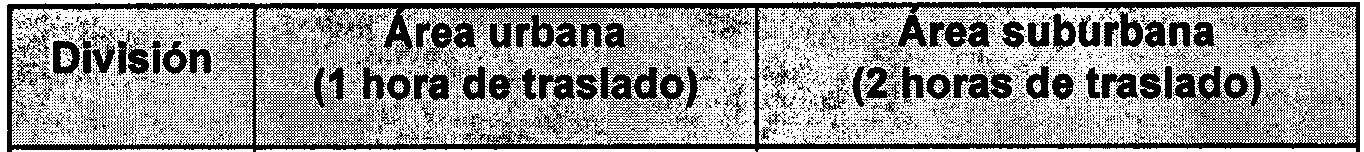 División
Área urbana
(1 hora de traslado)
Área suburbana
(2 horas de traslado)